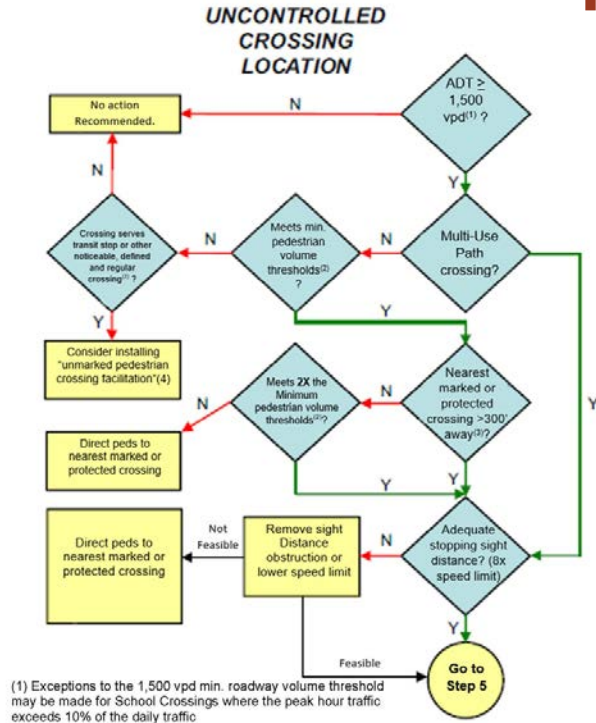 UNCONTROLLED
CROSSING
LOCATION
ADT ≥
1,500
vpd(1) ?
N
No action
Recommended.
Y
N
Crossing serves
transit stop or other
noticeable, defined
and regular
crossing(1) ?
N
Meets min.
pedestrian
volume
thresholds(2)
?
N
Multi-Use
Path
crossing?
Y
Y
Consider installing
"unmarked pedestrian
crossing facilitation"(4)
Y
Meets 2X the
Minimum
pedestrian volume
thresholds(2)?
N
Nearest
marked or
protected
crossing >300'
away(3)?
Y
N
Direct peds to
nearest marked or
protected crossing
Y
Y
Direct peds to
nearest marked or
protected crossing
Not
Feasible
Remove sight
Distance
obstruction or
lower speed limit
N
Adequate
stopping sight
distance? (8x
speed limit)
Y
Feasible
Go to
Step 5
(1) Exceptions to the 1,500 vpd min. roadway volume threshold
may be made for School Crossings where the peak hour traffic
exceeds 10% of the daily traffic